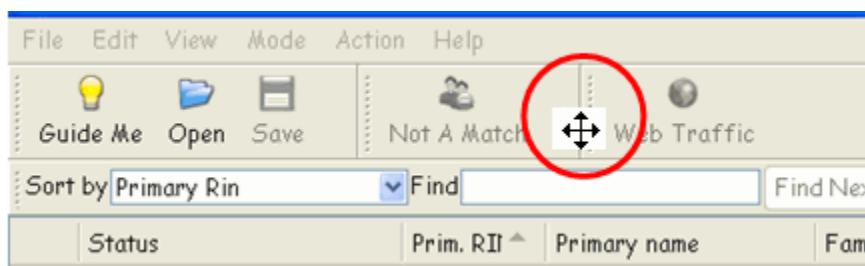 File Edit View Mode Action Help
Guide Me Open Save Not A Match Web Traffic
Sort by Primary Rin Find Find Nex
Status Prim. RII Primary name Fam